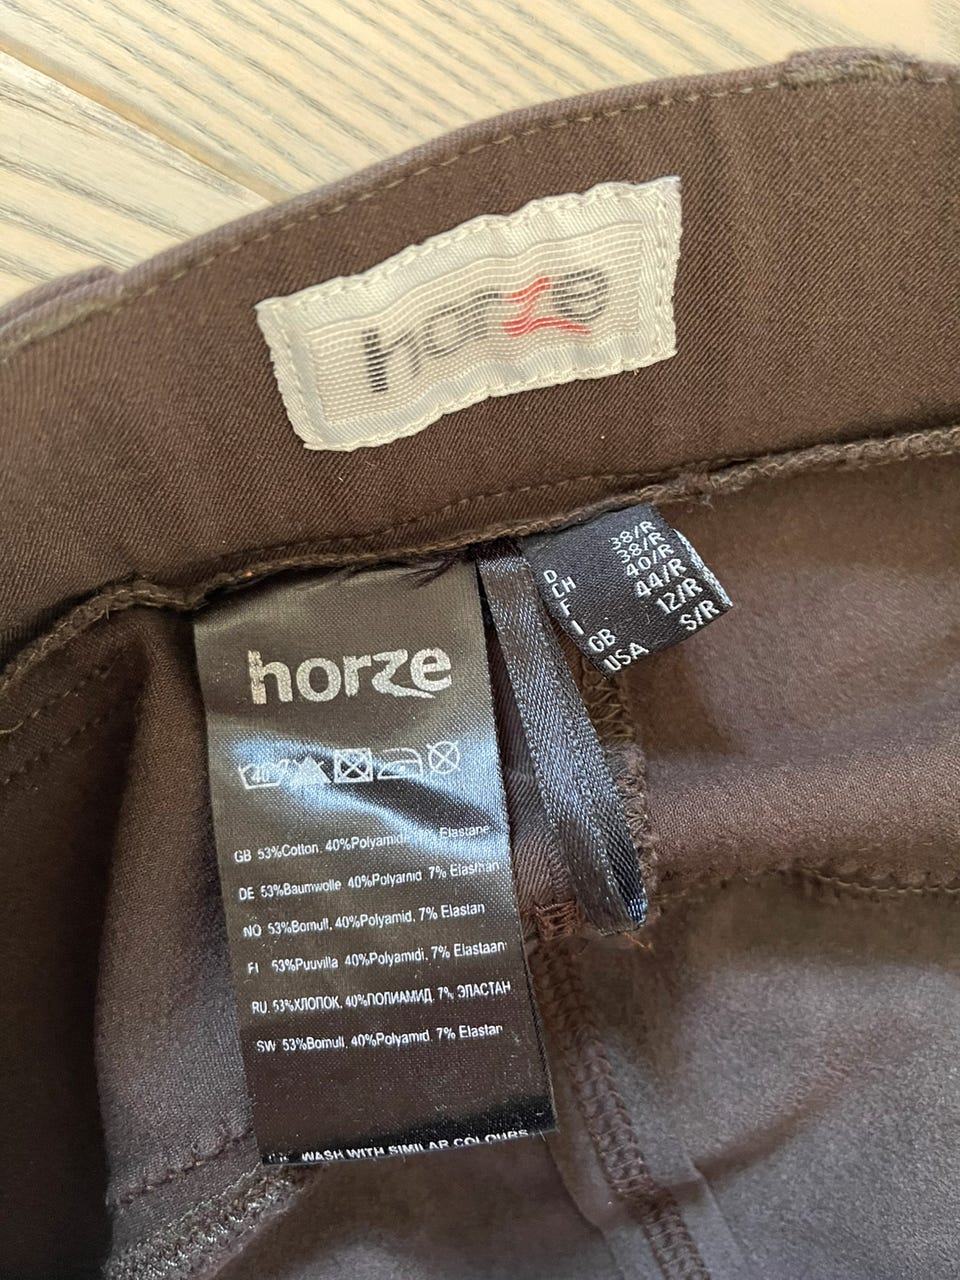 horze
D 38/R
CH 38/R
F 40/R
I 44/R
GB 12/R
USA S/R
horze
40
GB 53%Cotton, 40%Polyamid, Elastane
DE 53%Baumwolle 40%Polyamid 7% Elasthan
NO 53%Bomull, 40%Polyamid, 7% Elastan
FI 53%Puuvilla 40%Polyamidi, 7% Elastaani
RU. 53%ХЛОПОК, 40%ПОЛИАМИД, 7% ЭЛАСТАН
SW 53%Bomull, 40%Polyamid, 7% Elastan
WASH WITH SIMILAR COLOURS